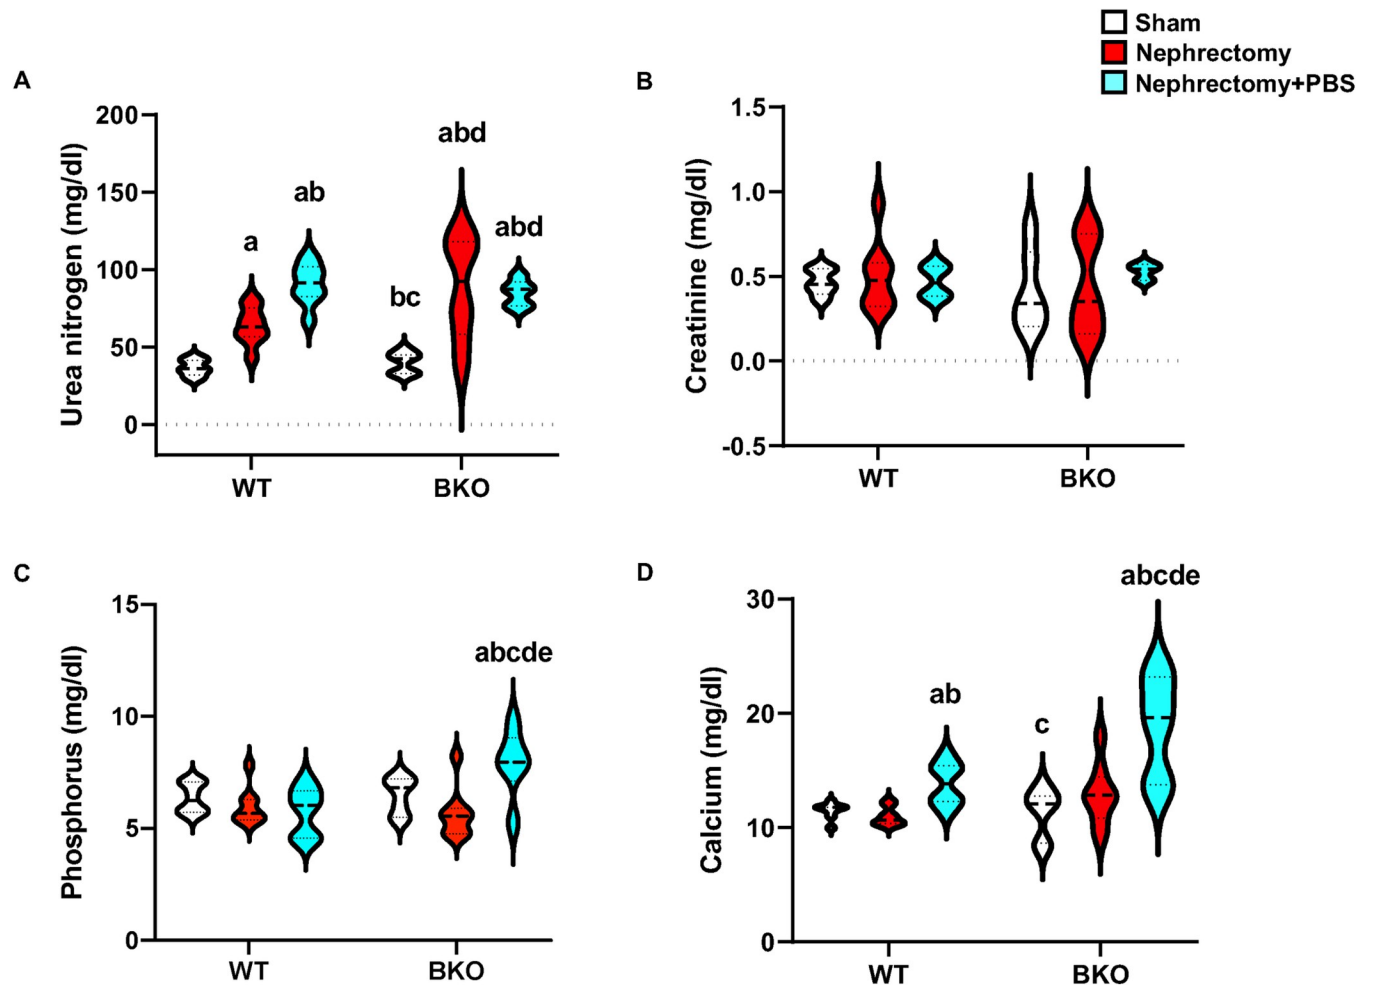 Sham
Nephrectomy
Nephrectomy+PBS
A
Urea nitrogen (mg/dl)
200
150
100
50
0
a
ab
bc
abd
abd
WT
BKO
B
Creatinine (mg/dl)
1.5
1.0
0.5
0.0
-0.5
WT
BKO
C
Phosphorus (mg/dl)
15
10
5
0
abcde
WT
BKO
D
Calcium (mg/dl)
30
20
10
0
ab
c
abcde
WT
BKO